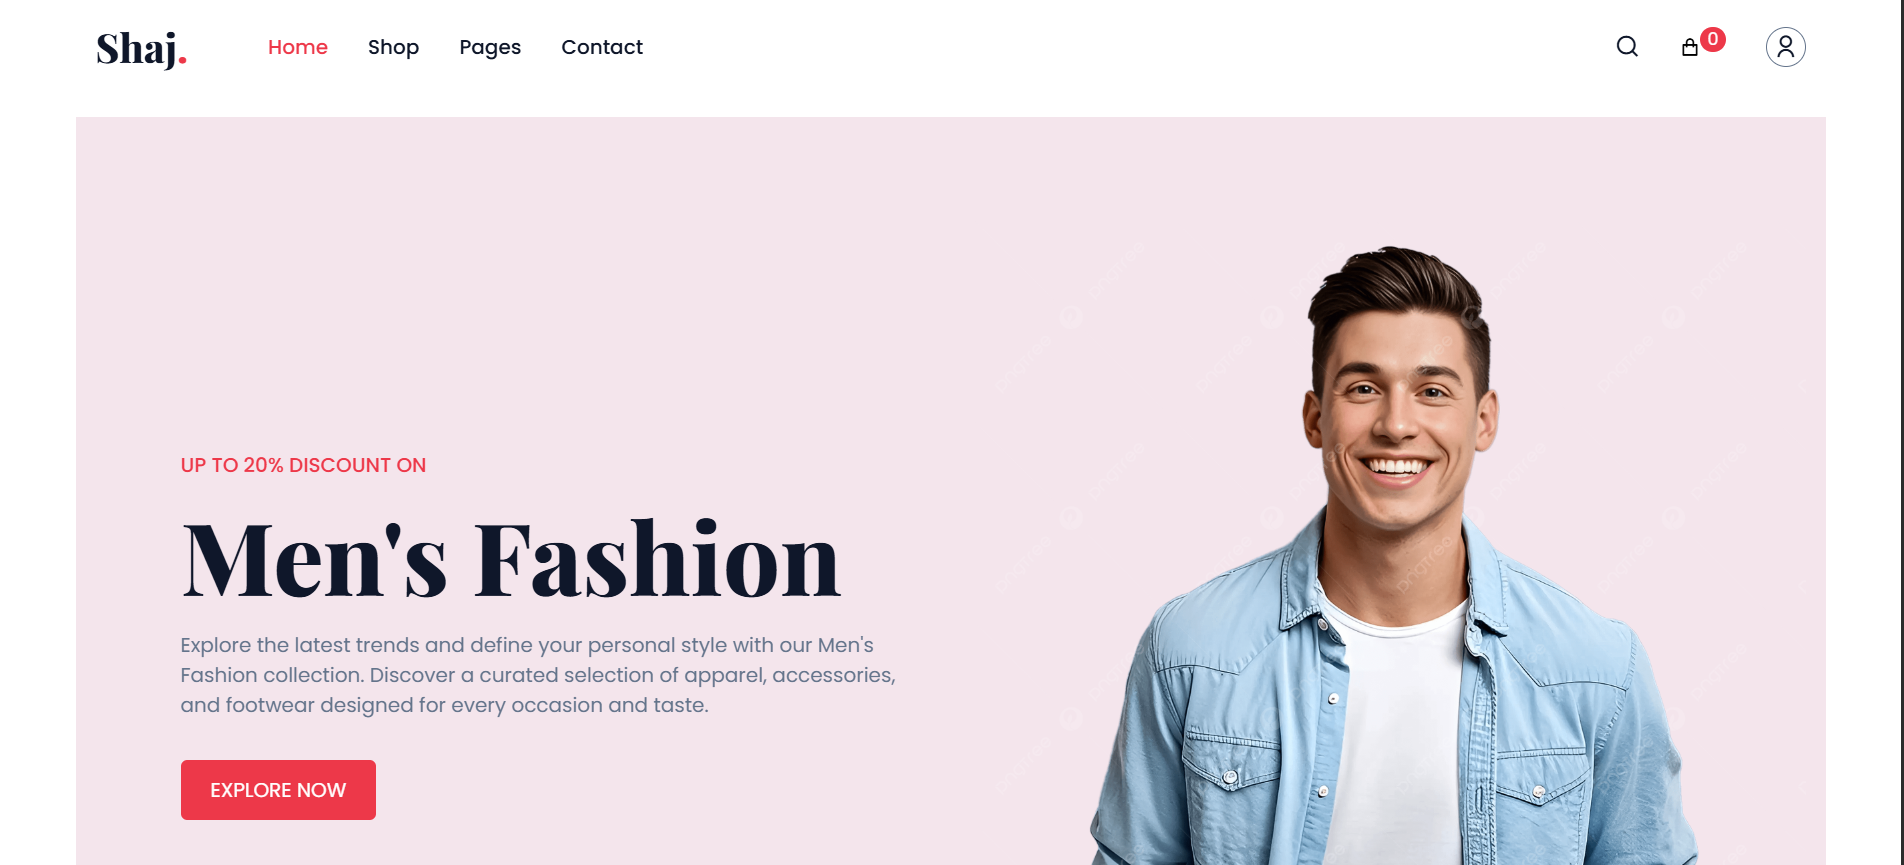 Shaj.
Home Shop Pages Contact
0
UP TO 20% DISCOUNT ON
Men's Fashion
Explore the latest trends and define your personal style with our Men's
Fashion collection. Discover a curated selection of apparel, accessories,
and footwear designed for every occasion and taste.
EXPLORE NOW
pngtree